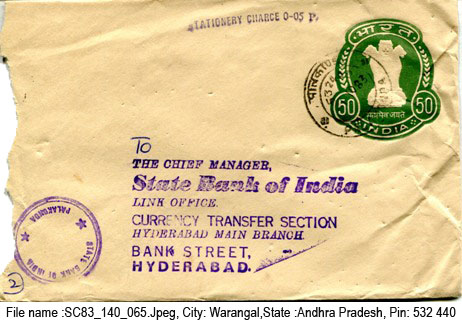 STATIONERY CHARGE 0-05 P.
भारत
50
50
सत्यमेव जयते
INDIA
To
THE CHIEF MANAGER,
State Bank of India
LINK OFFICE.
CURRENCY TRANSFER SECTION
HYDERABAD MAIN BRANCH.
BANK STREET,
HYDERABAD.
STATE BANK OF INDIA
PALAKONDA
2
File name :SC83_140_065.Jpeg, City: Warangal,State :Andhra Pradesh, Pin: 532 440